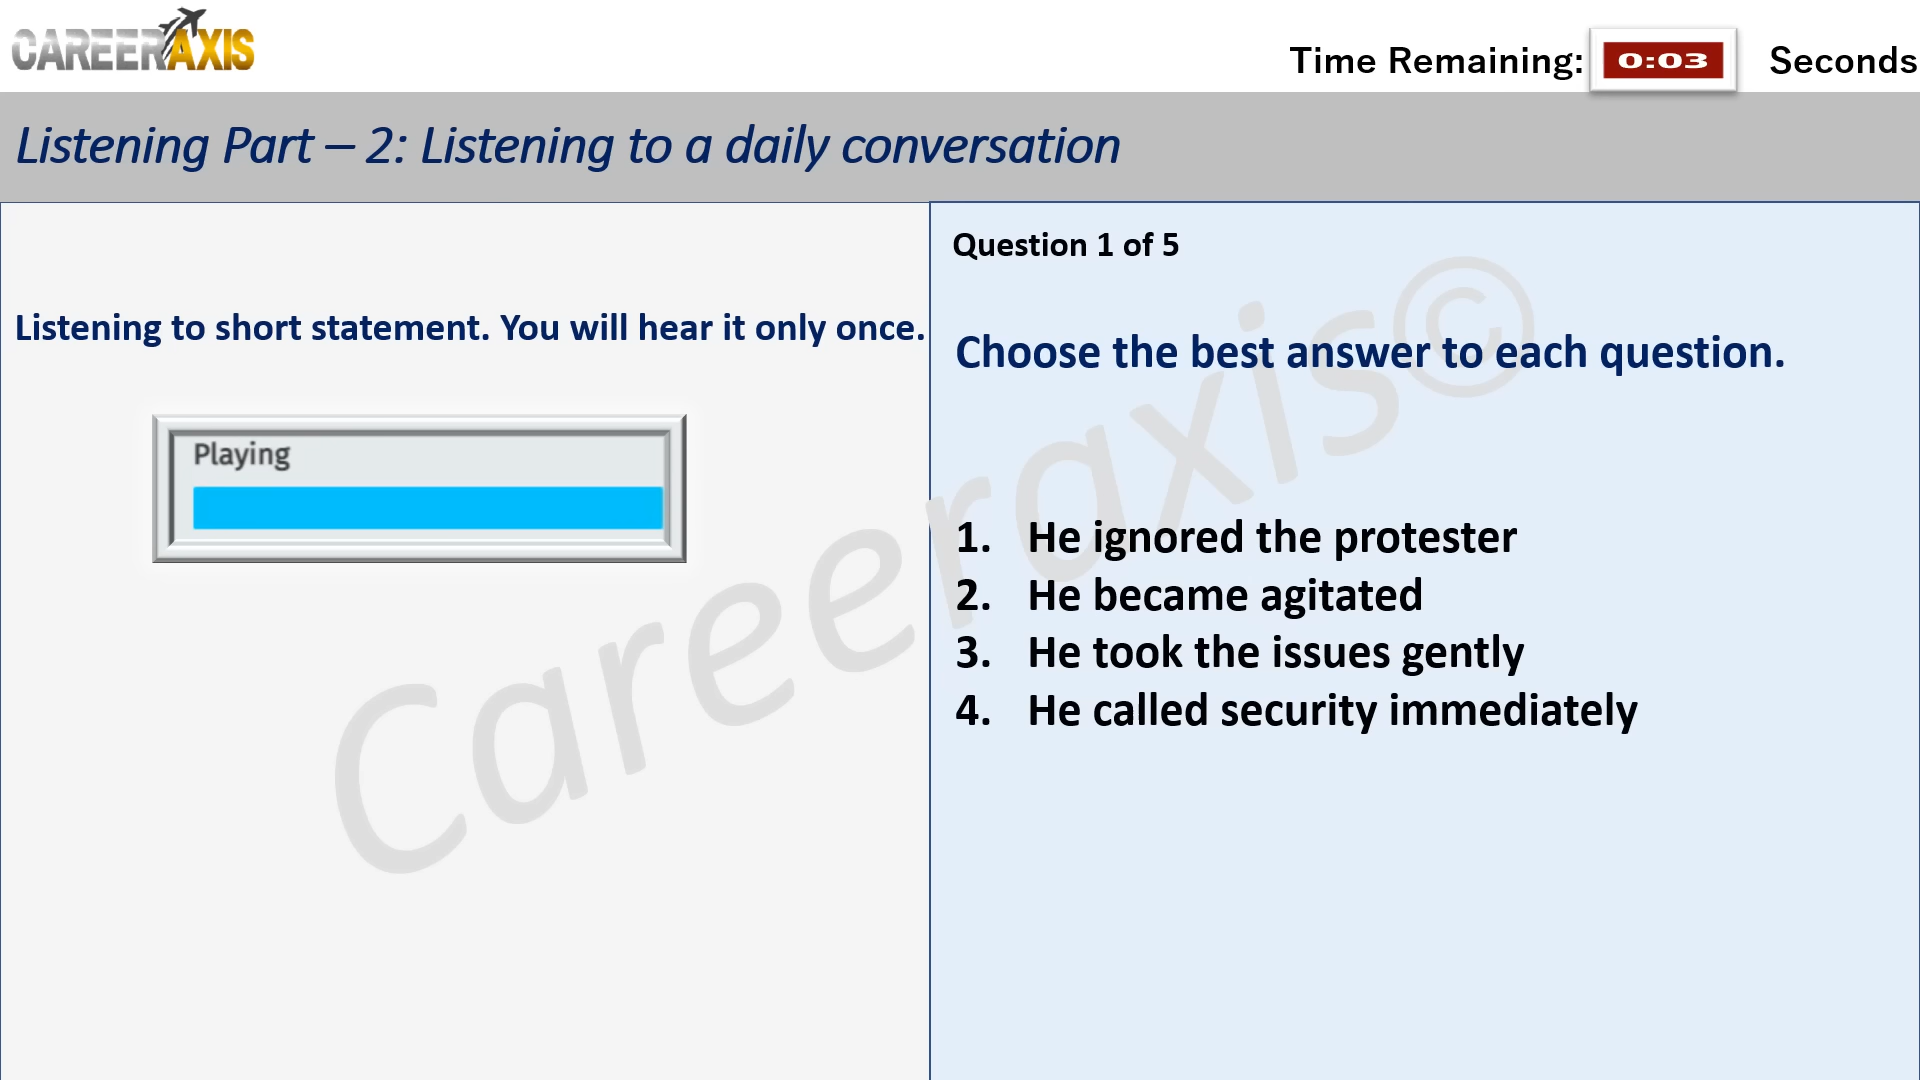 CAREERAXIS
Time Remaining: 0:03 Seconds
Listening Part – 2: Listening to a daily conversation
Listening to short statement. You will hear it only once.
Playing
Question 1 of 5
Choose the best answer to each question.
1. He ignored the protester
2. He became agitated
3. He took the issues gently
4. He called security immediately
Careeraxis©